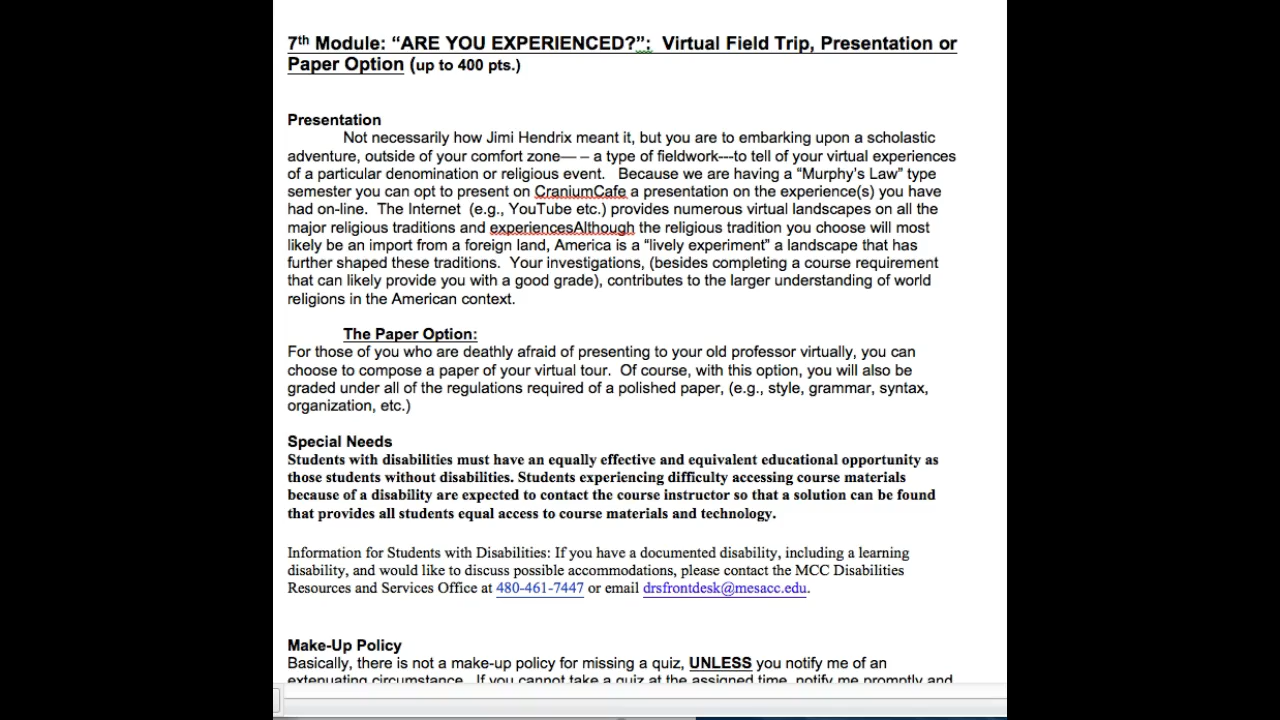 7th Module: “ARE YOU EXPERIENCED?”: Virtual Field Trip, Presentation or
Paper Option (up to 400 pts.)
Presentation
Not necessarily how Jimi Hendrix meant it, but you are to embarking upon a scholastic
adventure, outside of your comfort zone— – a type of fieldwork---to tell of your virtual experiences
of a particular denomination or religious event. Because we are having a “Murphy’s Law” type
semester you can opt to present on CraniumCafe a presentation on the experience(s) you have
had on-line. The Internet (e.g., YouTube etc.) provides numerous virtual landscapes on all the
major religious traditions and experiencesAlthough the religious tradition you choose will most
likely be an import from a foreign land, America is a “lively experiment” a landscape that has
further shaped these traditions. Your investigations, (besides completing a course requirement
that can likely provide you with a good grade), contributes to the larger understanding of world
religions in the American context.
The Paper Option:
For those of you who are deathly afraid of presenting to your old professor virtually, you can
choose to compose a paper of your virtual tour. Of course, with this option, you will also be
graded under all of the regulations required of a polished paper, (e.g., style, grammar, syntax,
organization, etc.)
Special Needs
Students with disabilities must have an equally effective and equivalent educational opportunity as
those students without disabilities. Students experiencing difficulty accessing course materials
because of a disability are expected to contact the course instructor so that a solution can be found
that provides all students equal access to course materials and technology.
Information for Students with Disabilities: If you have a documented disability, including a learning
disability, and would like to discuss possible accommodations, please contact the MCC Disabilities
Resources and Services Office at 480-461-7447 or email drsfrontdesk@mesacc.edu.
Make-Up Policy
Basically, there is not a make-up policy for missing a quiz, UNLESS you notify me of an
extenuating circumstance. If you cannot take a quiz at the assigned time, notify me promptly and